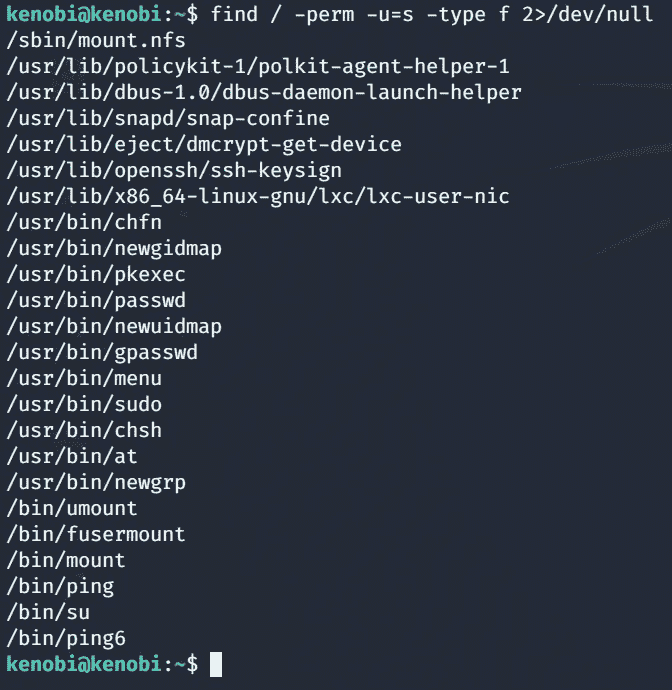 kenobi@kenobi:~$ find / -perm -u=s -type f 2>/dev/null
/sbin/mount.nfs
/usr/lib/policykit-1/polkit-agent-helper-1
/usr/lib/dbus-1.0/dbus-daemon-launch-helper
/usr/lib/snapd/snap-confine
/usr/lib/eject/dmcrypt-get-device
/usr/lib/openssh/ssh-keysign
/usr/lib/x86_64-linux-gnu/lxc/lxc-user-nic
/usr/bin/chfn
/usr/bin/newgidmap
/usr/bin/pkexec
/usr/bin/passwd
/usr/bin/newuidmap
/usr/bin/gpasswd
/usr/bin/menu
/usr/bin/sudo
/usr/bin/chsh
/usr/bin/at
/usr/bin/newgrp
/bin/umount
/bin/fusermount
/bin/mount
/bin/ping
/bin/su
/bin/ping6
kenobi@kenobi:~$